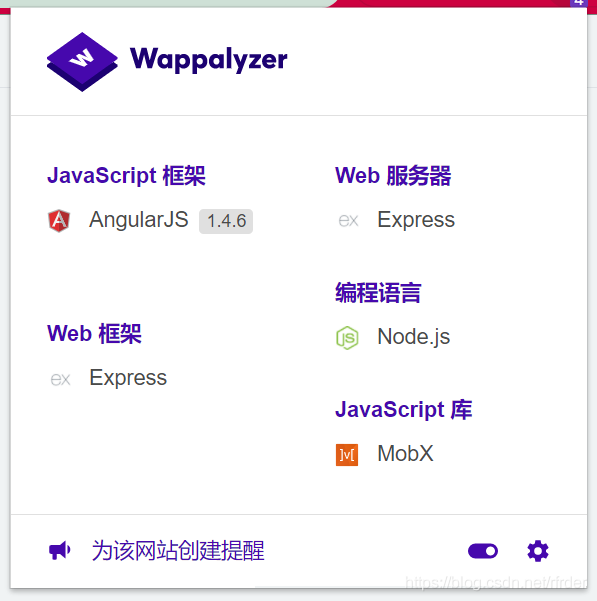 4
Wappalyzer
JavaScript 框架
AngularJS 1.4.6
Web 框架
ex Express
Web 服务器
ex Express
编程语言
Node.js
JavaScript 库
]v[ MobX
为该网站创建提醒
https://blog.csdn.net/rfrder